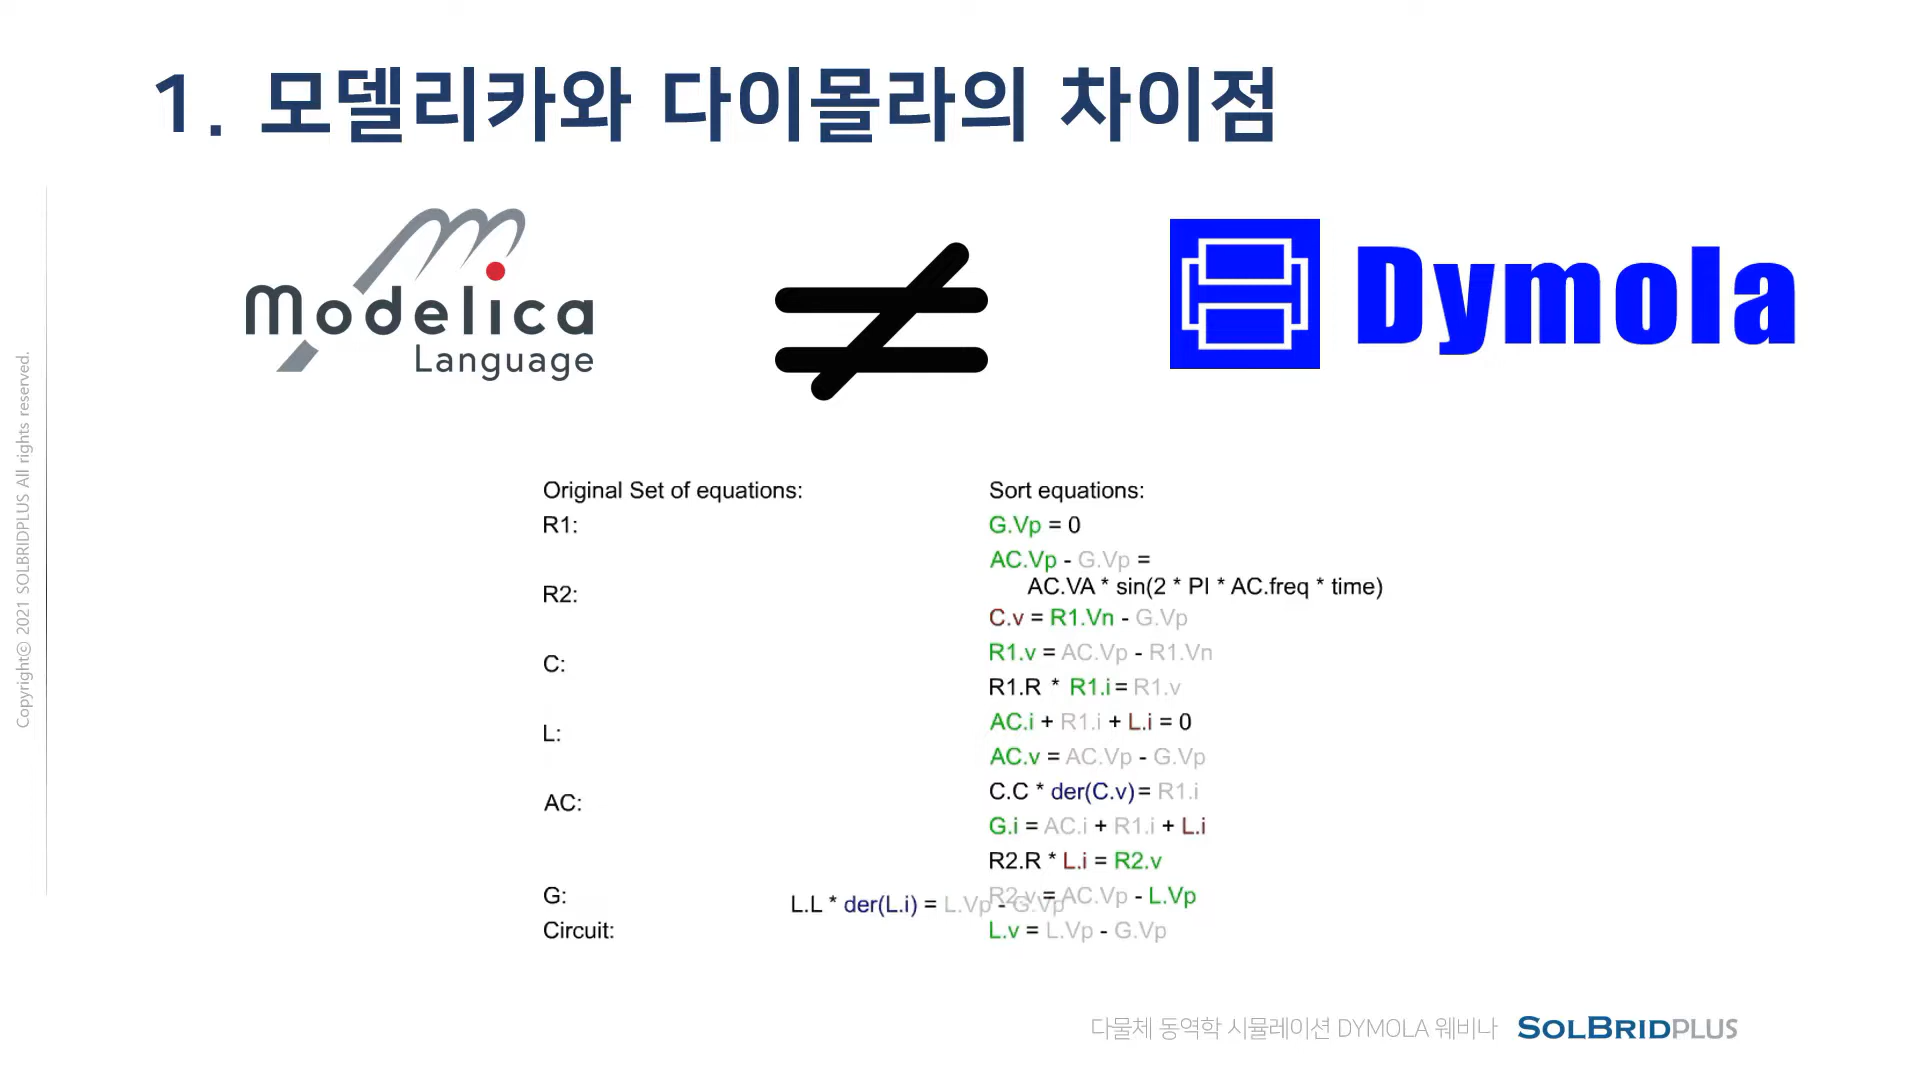 1. 모델리카와 다이몰라의 차이점
Modelica
Language
Dymola
Copyright© 2021 SOLBRIDPLUS All rights reserved.
Original Set of equations:
R1:
R2:
C:
L:
AC:
G:
Circuit:
L.L * der(L.i) = L.Vp - G.Vp
Sort equations:
G.Vp = 0
AC.Vp - G.Vp =
AC.VA * sin(2 * PI * AC.freq * time)
C.v = R1.Vn - G.Vp
R1.v = AC.Vp - R1.Vn
R1.R * R1.i = R1.v
AC.i + R1.i + L.i = 0
AC.v = AC.Vp - G.Vp
C.C * der(C.v) = R1.i
G.i = AC.i + R1.i + L.i
R2.R * L.i = R2.v
R2.v = AC.Vp - L.Vp
L.v = L.Vp - G.Vp
다물체 동역학 시뮬레이션 DYMOLA 웨비나
SOLBRIDPLUS